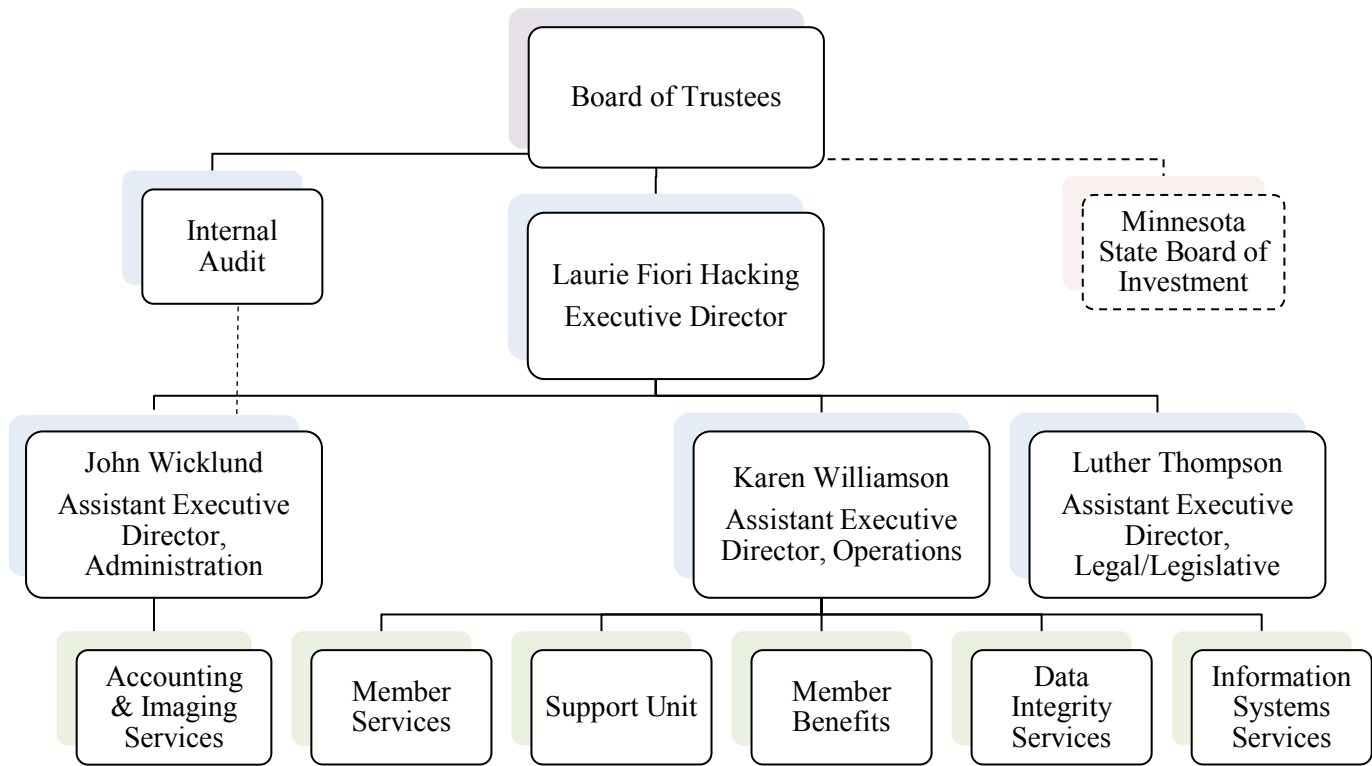 Board of Trustees
Internal
Audit
Laurie Fiori Hacking
Executive Director
Minnesota
State Board of
Investment
John Wicklund
Assistant Executive
Director,
Administration
Karen Williamson
Assistant Executive
Director, Operations
Luther Thompson
Assistant Executive
Director,
Legal/Legislative
Accounting
& Imaging
Services
Member
Services
Support Unit
Member
Benefits
Data
Integrity
Services
Information
Systems
Services